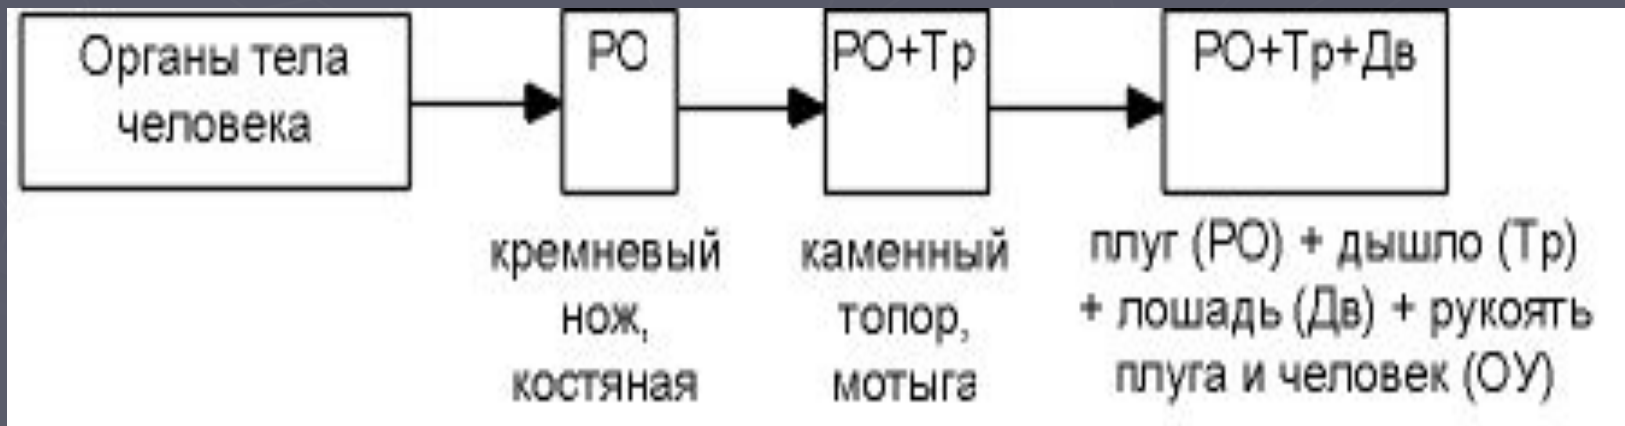 Органы тела
человека
РО
РО+Тр
РО+Тр+Дв
кремневый
нож,
костяная
каменный
топор,
мотыга
плуг (РО) + дышло (Тр)
+ лошадь (Дв) + рукоять
плуга и человек (ОУ)